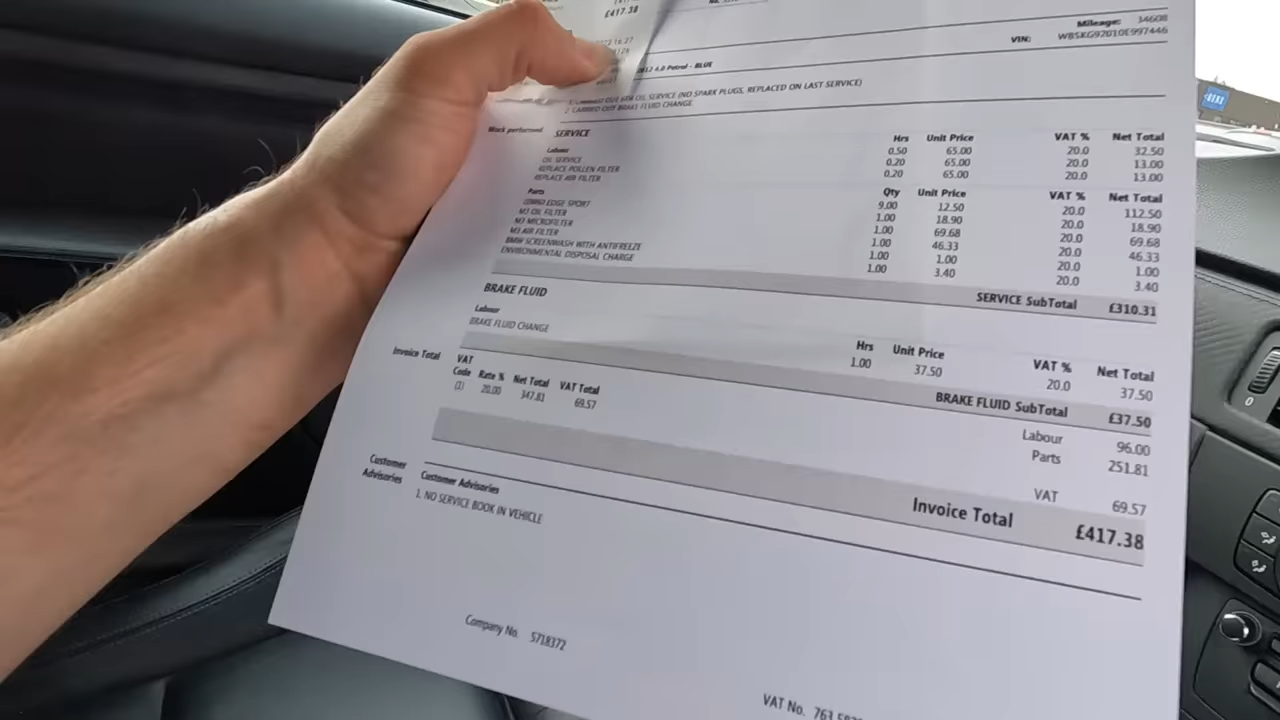 £417.38
Mileage: 34608
VIN: WBSKG92010E997446
4.0 Petrol - BLUE
OIL SERVICE (NO SPARK PLUGS, REPLACED ON LAST SERVICE)
2. CARRIED OUT BRAKE FLUID CHANGE
Work performed SERVICE
Labour Hrs Unit Price VAT % Net Total
OIL SERVICE 0.50 65.00 20.0 32.50
REPLACE POLLEN FILTER 0.20 65.00 20.0 13.00
REPLACE AIR FILTER 0.20 65.00 20.0 13.00
Parts Qty Unit Price VAT % Net Total
EDGE SPORT 9.00 12.50 20.0 112.50
M3 OIL FILTER 1.00 18.90 20.0 18.90
M3 MICROFILTER 1.00 69.68 20.0 69.68
M3 AIR FILTER 1.00 46.33 20.0 46.33
BMW SCREENWASH WITH ANTIFREEZE 1.00 1.00 20.0 1.00
ENVIRONMENTAL DISPOSAL CHARGE 1.00 3.40 20.0 3.40
SERVICE SubTotal £310.31
BRAKE FLUID
Labour Hrs Unit Price VAT % Net Total
BRAKE FLUID CHANGE 1.00 37.50 20.0 37.50
BRAKE FLUID SubTotal £37.50
Invoice Total VAT
Code Rate % Net Total VAT Total
(1) 20.00 347.81 69.57
Labour 96.00
Parts 251.81
VAT 69.57
Invoice Total £417.38
Customer Advisories Customer Advisories
1. NO SERVICE BOOK IN VEHICLE
Company No. 5718372
VAT No. 763
0